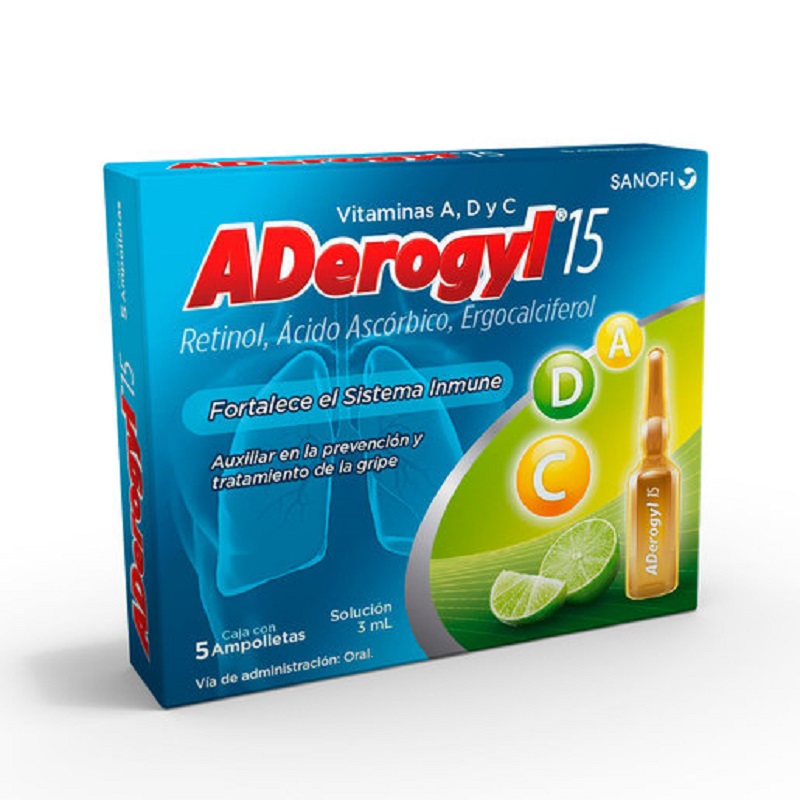 SANOFI
Vitaminas A, D y C
ADerogyl®15
Retinol, Ácido Ascórbico, Ergocalciferol
Fortalece el Sistema Inmune
Auxiliar en la prevención y
tratamiento de la gripe
A
D
C
ADerogyl 15
Caja con
5 Ampolletas
Solución
3 mL
Vía de administración: Oral.
ADerogyl 15
5 Ampolletas